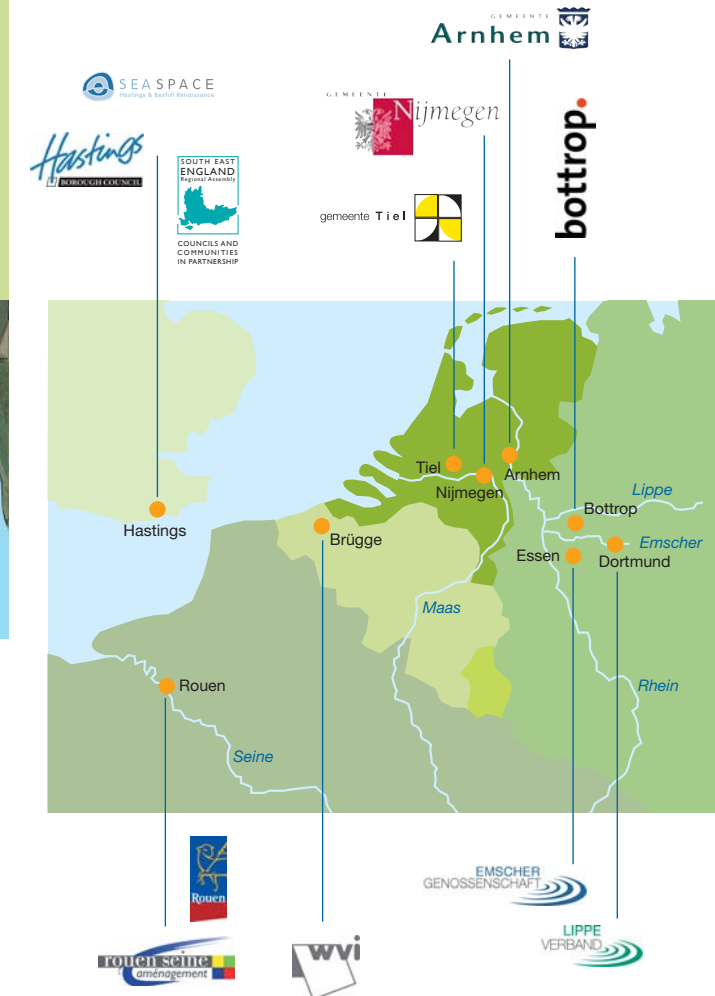 GEMEENTE
Arnhem
SEASPACE
Hastings & Bexhill Renaissance
GEMEENTE
Nijmegen
Hastings
BOROUGH COUNCIL
SOUTH EAST
ENGLAND
Regional Assembly
COUNCILS AND
COMMUNITIES
IN PARTNERSHIP
gemeente Tiel
bottrop.
Tiel
Arnhem
Nijmegen
Lippe
Bottrop
Hastings
Brügge
Emscher
Essen
Dortmund
Maas
Rouen
Rhein
Seine
Rouen
EMSCHER
GENOSSENSCHAFT
LIPPE
VERBAND
rouen seine
aménagement
wvi